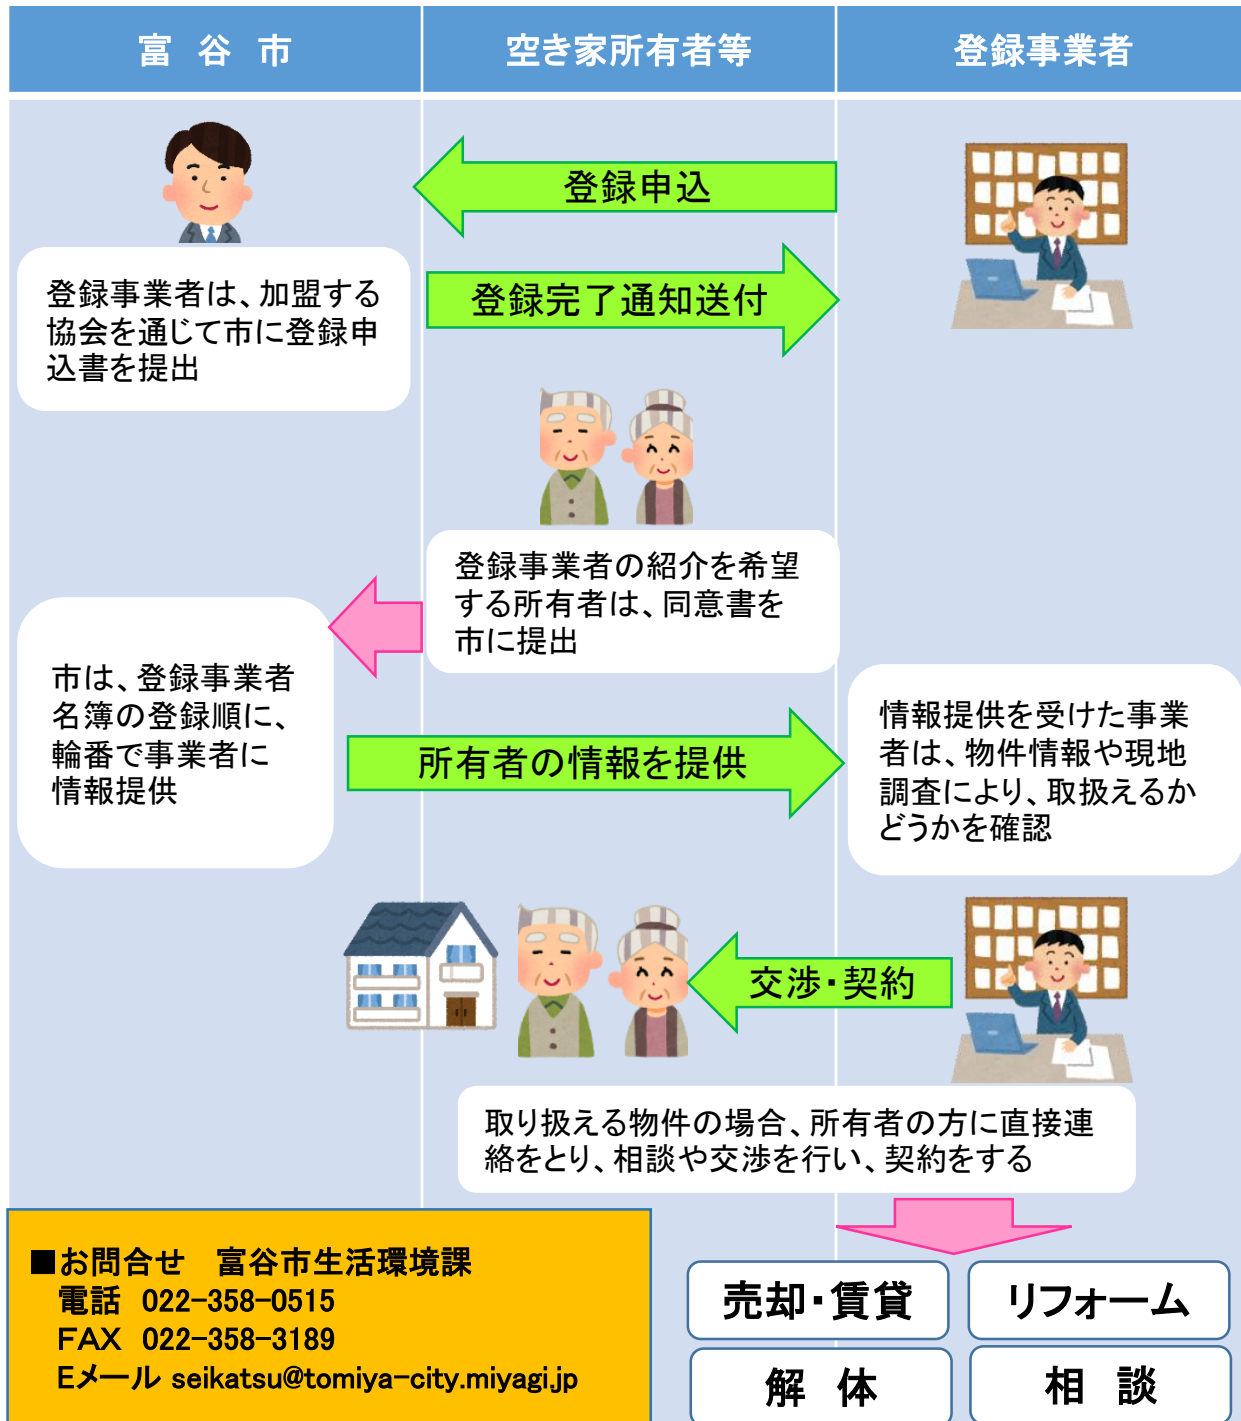 富 谷 市
空き家所有者等
登録事業者
登録申込
登録事業者は、加盟する
協会を通じて市に登録申
込書を提出
登録完了通知送付
登録事業者の紹介を希望
する所有者は、同意書を
市に提出
市は、登録事業者
名簿の登録順に、
輪番で事業者に
情報提供
所有者の情報を提供
情報提供を受けた事業
者は、物件情報や現地
調査により、取扱えるか
どうかを確認
交渉・契約
取り扱える物件の場合、所有者の方に直接連
絡をとり、相談や交渉を行い、契約をする
■お問合せ 富谷市生活環境課
電話 022-358-0515
FAX 022-358-3189
Eメール seikatsu@tomiya-city.miyagi.jp
売却・賃貸
リフォーム
解 体
相 談